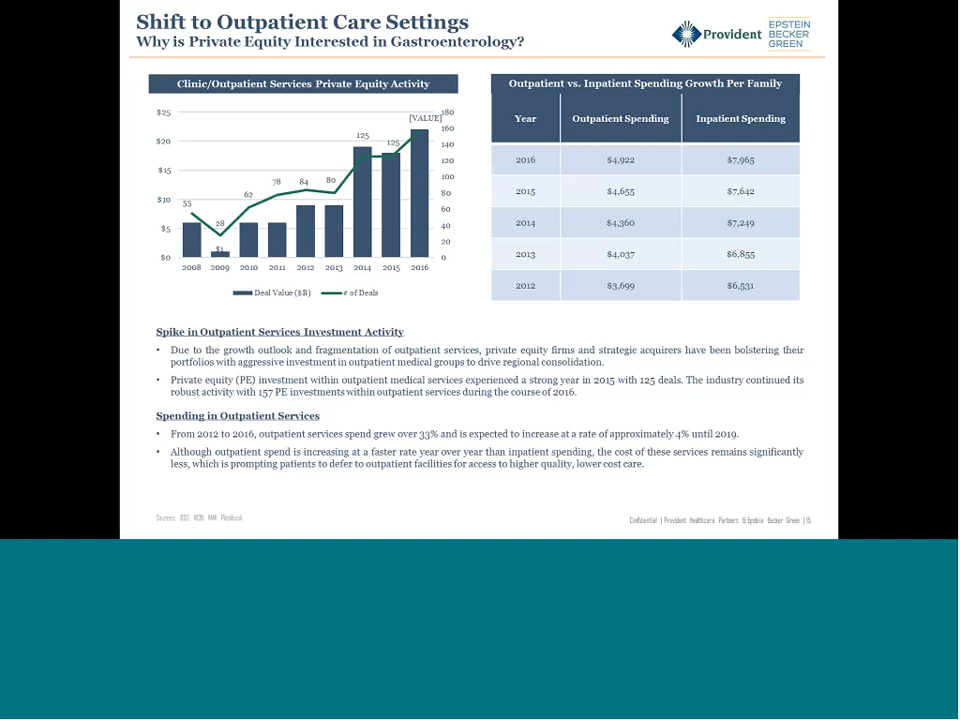 Shift to Outpatient Care Settings
Why is Private Equity Interested in Gastroenterology?
Provident
EPSTEIN
BECKER
GREEN
Clinic/Outpatient Services Private Equity Activity
$25
$20
$15
$10
$5
$0
55
28
$1
62
78
84
80
125
125
[VALUE]
180
160
140
120
100
80
60
40
20
0
2008 2009 2010 2011 2012 2013 2014 2015 2016
Deal Value ($B) # of Deals
Outpatient vs. Inpatient Spending Growth Per Family
Year Outpatient Spending Inpatient Spending
2016 $4,922 $7,965
2015 $4,655 $7,642
2014 $4,360 $7,249
2013 $4,037 $6,855
2012 $3,699 $6,531
Spike in Outpatient Services Investment Activity
• Due to the growth outlook and fragmentation of outpatient services, private equity firms and strategic acquirers have been bolstering their
portfolios with aggressive investment in outpatient medical groups to drive regional consolidation.
• Private equity (PE) investment within outpatient medical services experienced a strong year in 2015 with 125 deals. The industry continued its
robust activity with 157 PE investments within outpatient services during the course of 2016.
Spending in Outpatient Services
• From 2012 to 2016, outpatient services spend grew over 33% and is expected to increase at a rate of approximately 4% until 2019.
• Although outpatient spend is increasing at a faster rate year over year than inpatient spending, the cost of these services remains significantly
less, which is prompting patients to defer to outpatient facilities for access to higher quality, lower cost care.
Sources: MMI Pitchbook
Confidential | Provident Healthcare Partners & Epstein Becker Green | 15